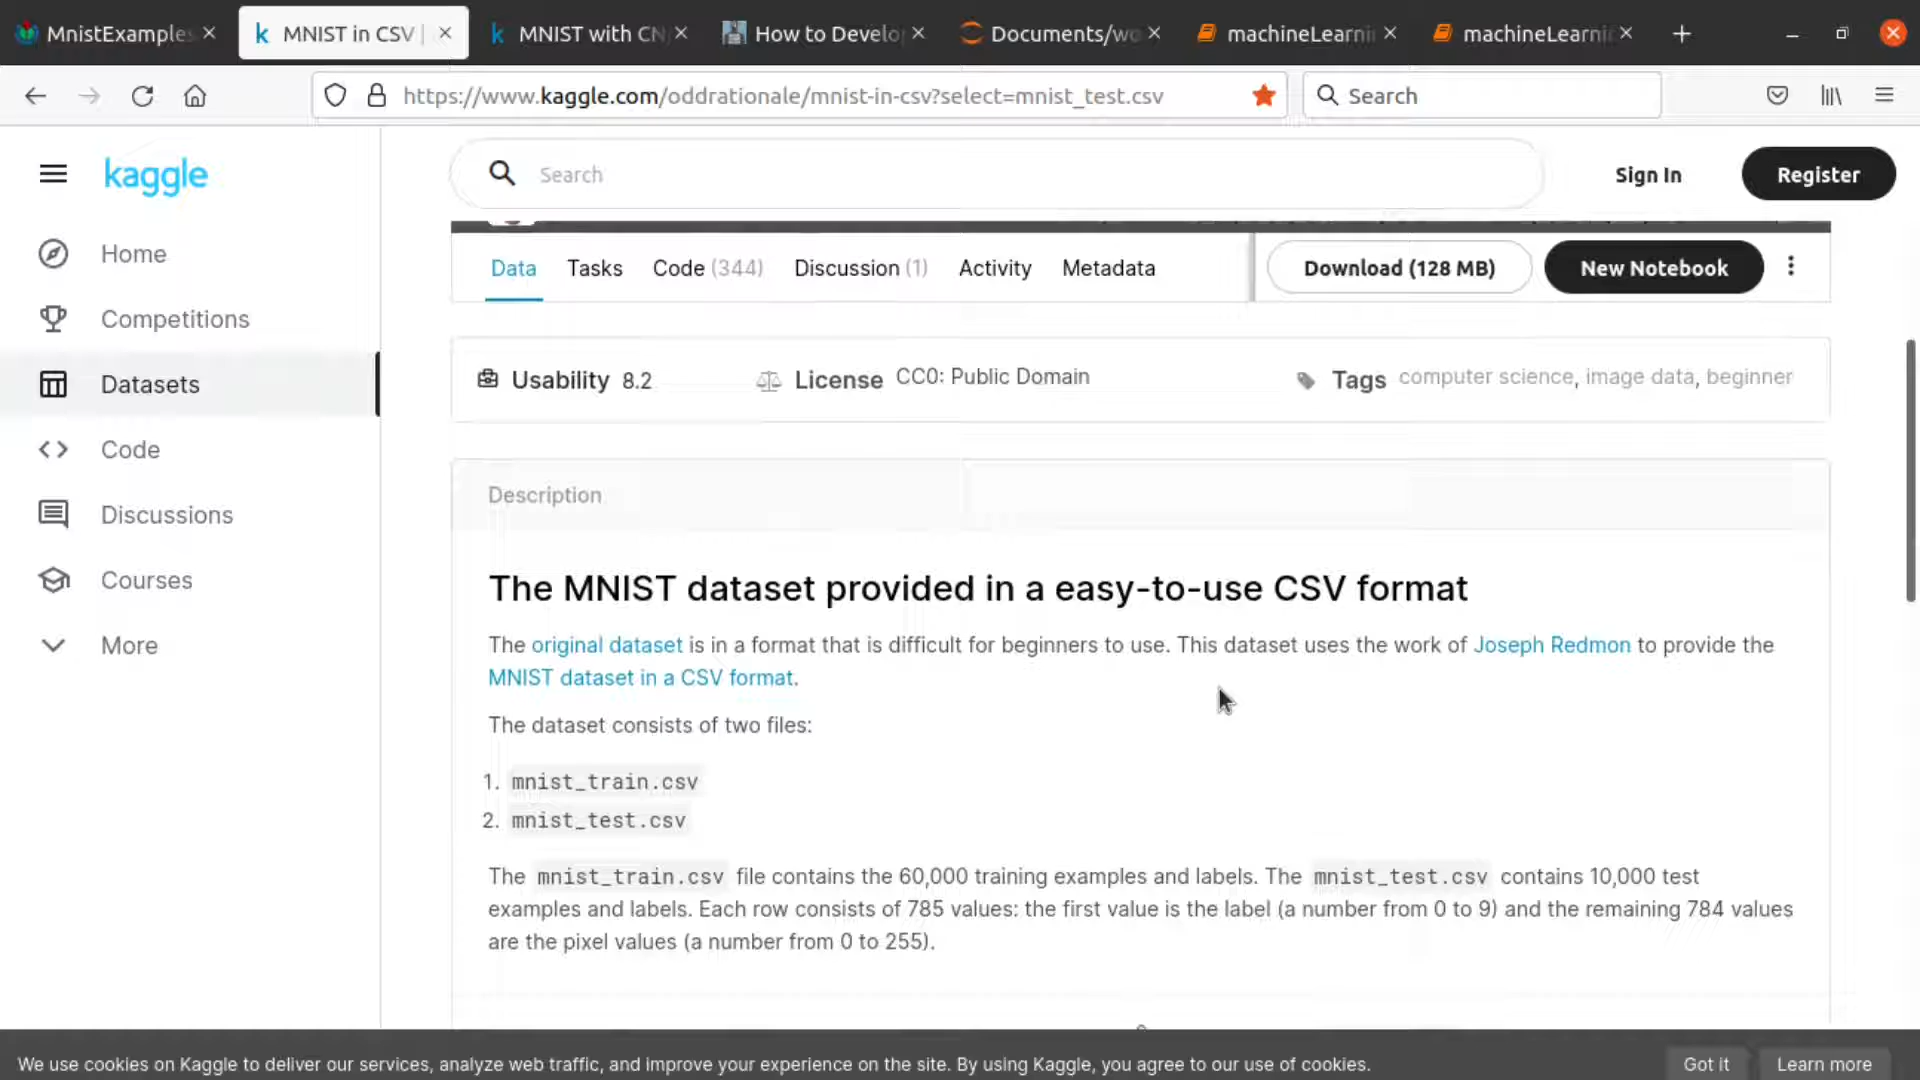 MnistExamples
MNIST in CSV
MNIST with CN
How to Develo
Documents/wo
machineLearni
machineLearni
https://www.kaggle.com/oddrationale/mnist-in-csv?select=mnist_test.csv
Search
kaggle
Search
Sign In
Register
Home
Competitions
Datasets
Code
Discussions
Courses
More
Data
Tasks
Code (344)
Discussion (1)
Activity
Metadata
Download (128 MB)
New Notebook
Usability 8.2
License CC0: Public Domain
Tags computer science, image data, beginner
Description
The MNIST dataset provided in a easy-to-use CSV format
The original dataset is in a format that is difficult for beginners to use. This dataset uses the work of Joseph Redmon to provide the
MNIST dataset in a CSV format.
The dataset consists of two files:
1. mnist_train.csv
2. mnist_test.csv
The mnist_train.csv file contains the 60,000 training examples and labels. The mnist_test.csv contains 10,000 test
examples and labels. Each row consists of 785 values: the first value is the label (a number from 0 to 9) and the remaining 784 values
are the pixel values (a number from 0 to 255).
We use cookies on Kaggle to deliver our services, analyze web traffic, and improve your experience on the site. By using Kaggle, you agree to our use of cookies.
Got it
Learn more